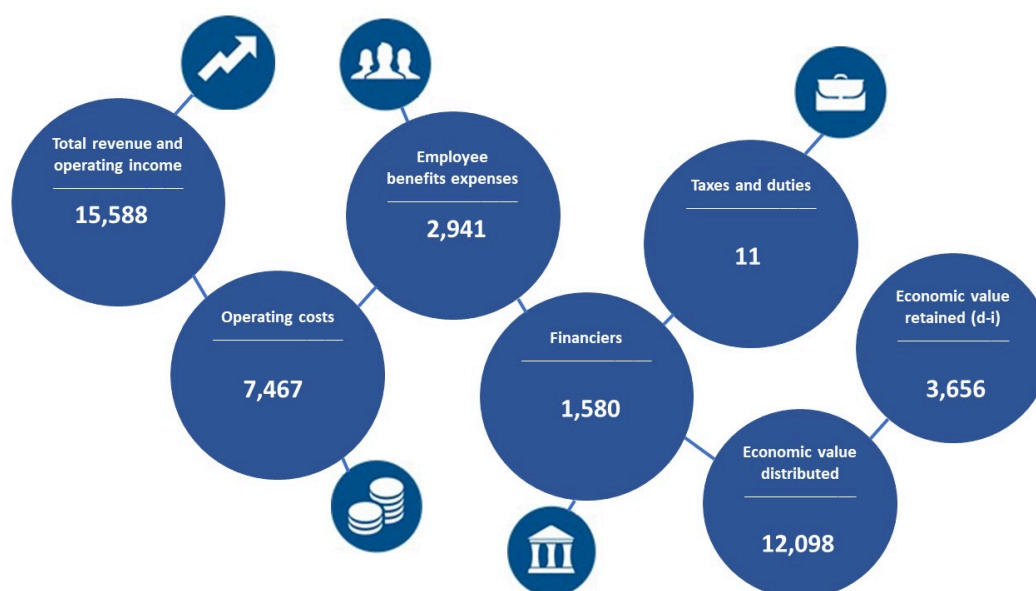 Total revenue and
operating income
15,588
Operating costs
7,467
Employee
benefits expenses
2,941
Financiers
1,580
Taxes and duties
11
Economic value
distributed
12,098
Economic value
retained (d-i)
3,656